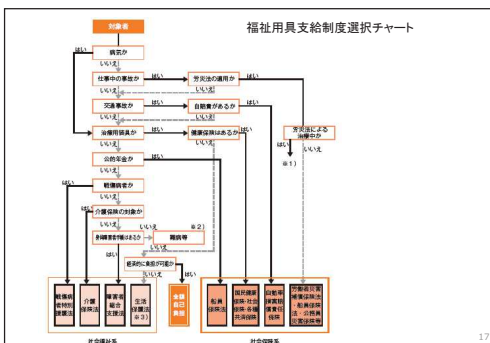 福祉用具支給制度選択チャート
対象者
病気か
はい
いいえ
仕事中の事故か
はい
労災法の適用か
はい
いいえ
いいえ
交通事故か
はい
自賠責があるか
はい
いいえ
いいえ
治療用装具か
はい
健康保険はあるか
はい
労災法による
治療中か
いいえ
はい
いいえ
※1)
公的年金か
はい
いいえ
戦傷病者か
はい
いいえ
介護保険の対象か
はい
いいえ
※2)
身体障害者手帳はあるか
いいえ
難病等
はい
いいえ
経済的に負担が可能か
いいえ
はい
戦傷病
者特別
援護法
介護
保険法
障害者
総合
支援法
生活
保護法
※3)
全額
自己
負担
船員
保険法
国民健康
保険・社会
保険・各種
共済保険
自動車
損害賠
償責任
保険
労働者災害
補償保険法
・船員保険
法・公務員
災害保険等
社会福祉系
社会保険系
17